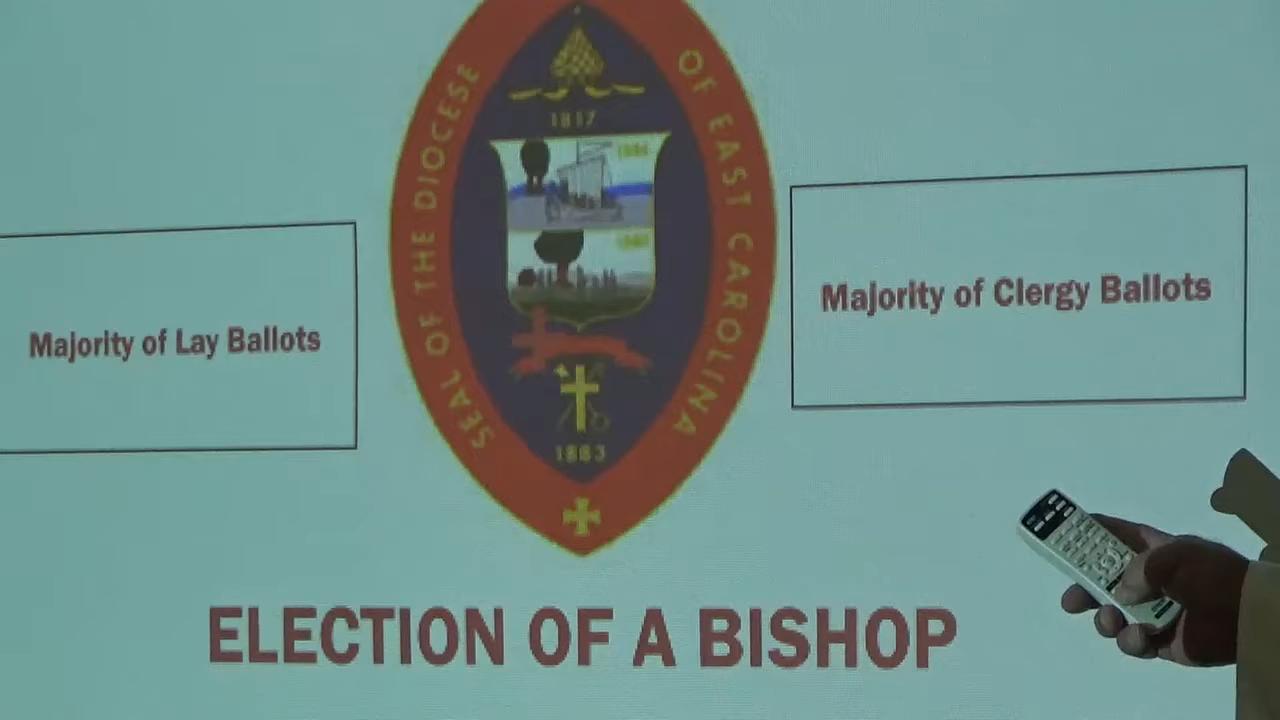 SEAL OF THE DIOCESE OF EAST CAROLINA
1817
Majority of Lay Ballots
Majority of Clergy Ballots
1883
ELECTION OF A BISHOP